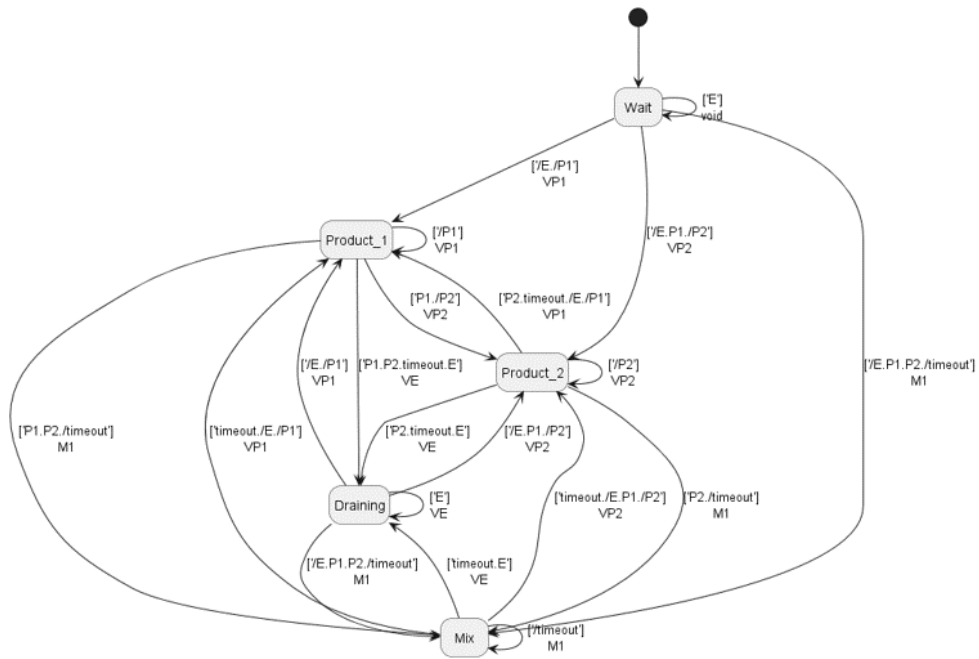 Wait
['E']
void
['/E./P1']
VP1
['/E.P1./P2']
VP2
['/E.P1.P2./timeout']
M1
Product_1
['/P1']
VP1
['P1./P2']
VP2
['P2.timeout./E./P1']
VP1
['/E./P1']
VP1
['P1.P2.timeout.E']
VE
Product_2
['/P2']
VP2
['P1.P2./timeout']
M1
['timeout./E./P1']
VP1
['P2.timeout.E']
VE
['/E.P1./P2']
VP2
Draining
['E']
VE
['timeout./E.P1./P2']
VP2
['P2./timeout']
M1
['/E.P1.P2./timeout']
M1
['timeout.E']
VE
Mix
['/timeout']
M1